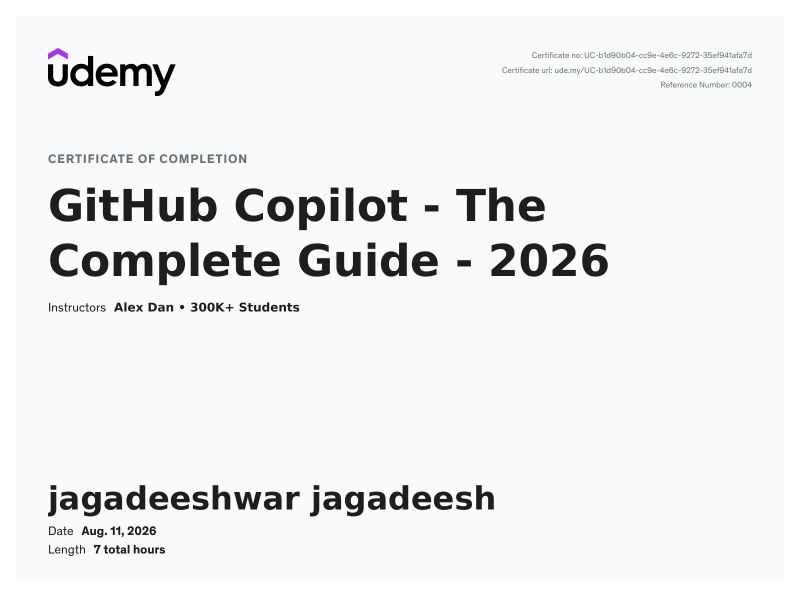 udemy
Certificate no: UC-b1d90b04-cc9e-4e6c-9272-35ef941afa7d
Certificate url: ude.my/UC-b1d90b04-cc9e-4e6c-9272-35ef941afa7d
Reference Number: 0004
CERTIFICATE OF COMPLETION
GitHub Copilot - The
Complete Guide - 2026
Instructors Alex Dan • 300K+ Students
jagadeeshwar jagadeesh
Date Aug. 11, 2026
Length 7 total hours